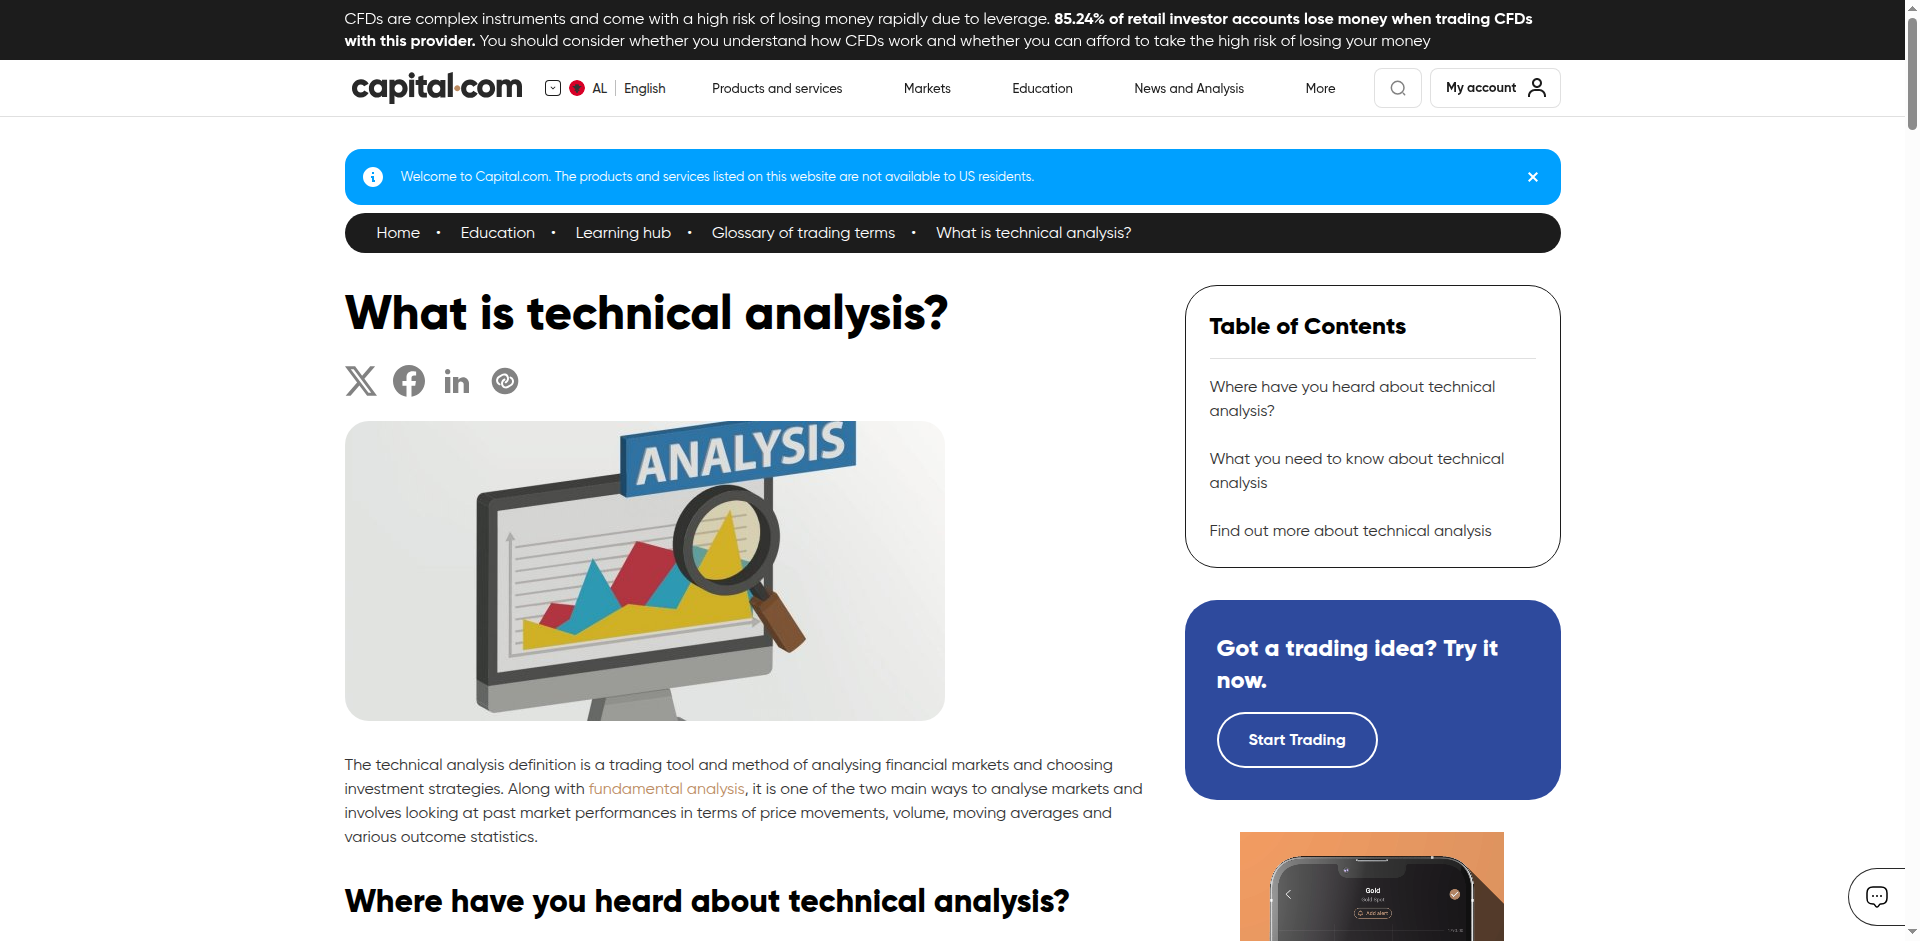 CFDs are complex instruments and come with a high risk of losing money rapidly due to leverage. 85.24% of retail investor accounts lose money when trading CFDs
with this provider. You should consider whether you understand how CFDs work and whether you can afford to take the high risk of losing your money
capital.com
AL
English
Products and services
Markets
Education
News and Analysis
More
My account
Welcome to Capital.com. The products and services listed on this website are not available to US residents.
Home • Education • Learning hub • Glossary of trading terms • What is technical analysis?
What is technical analysis?
ANALYSIS
The technical analysis definition is a trading tool and method of analysing financial markets and choosing
investment strategies. Along with fundamental analysis, it is one of the two main ways to analyse markets and
involves looking at past market performances in terms of price movements, volume, moving averages and
various outcome statistics.
Where have you heard about technical analysis?
Table of Contents
Where have you heard about technical
analysis?
What you need to know about technical
analysis
Find out more about technical analysis
Got a trading idea? Try it
now.
Start Trading
Gold
Gold Spot
Add alert